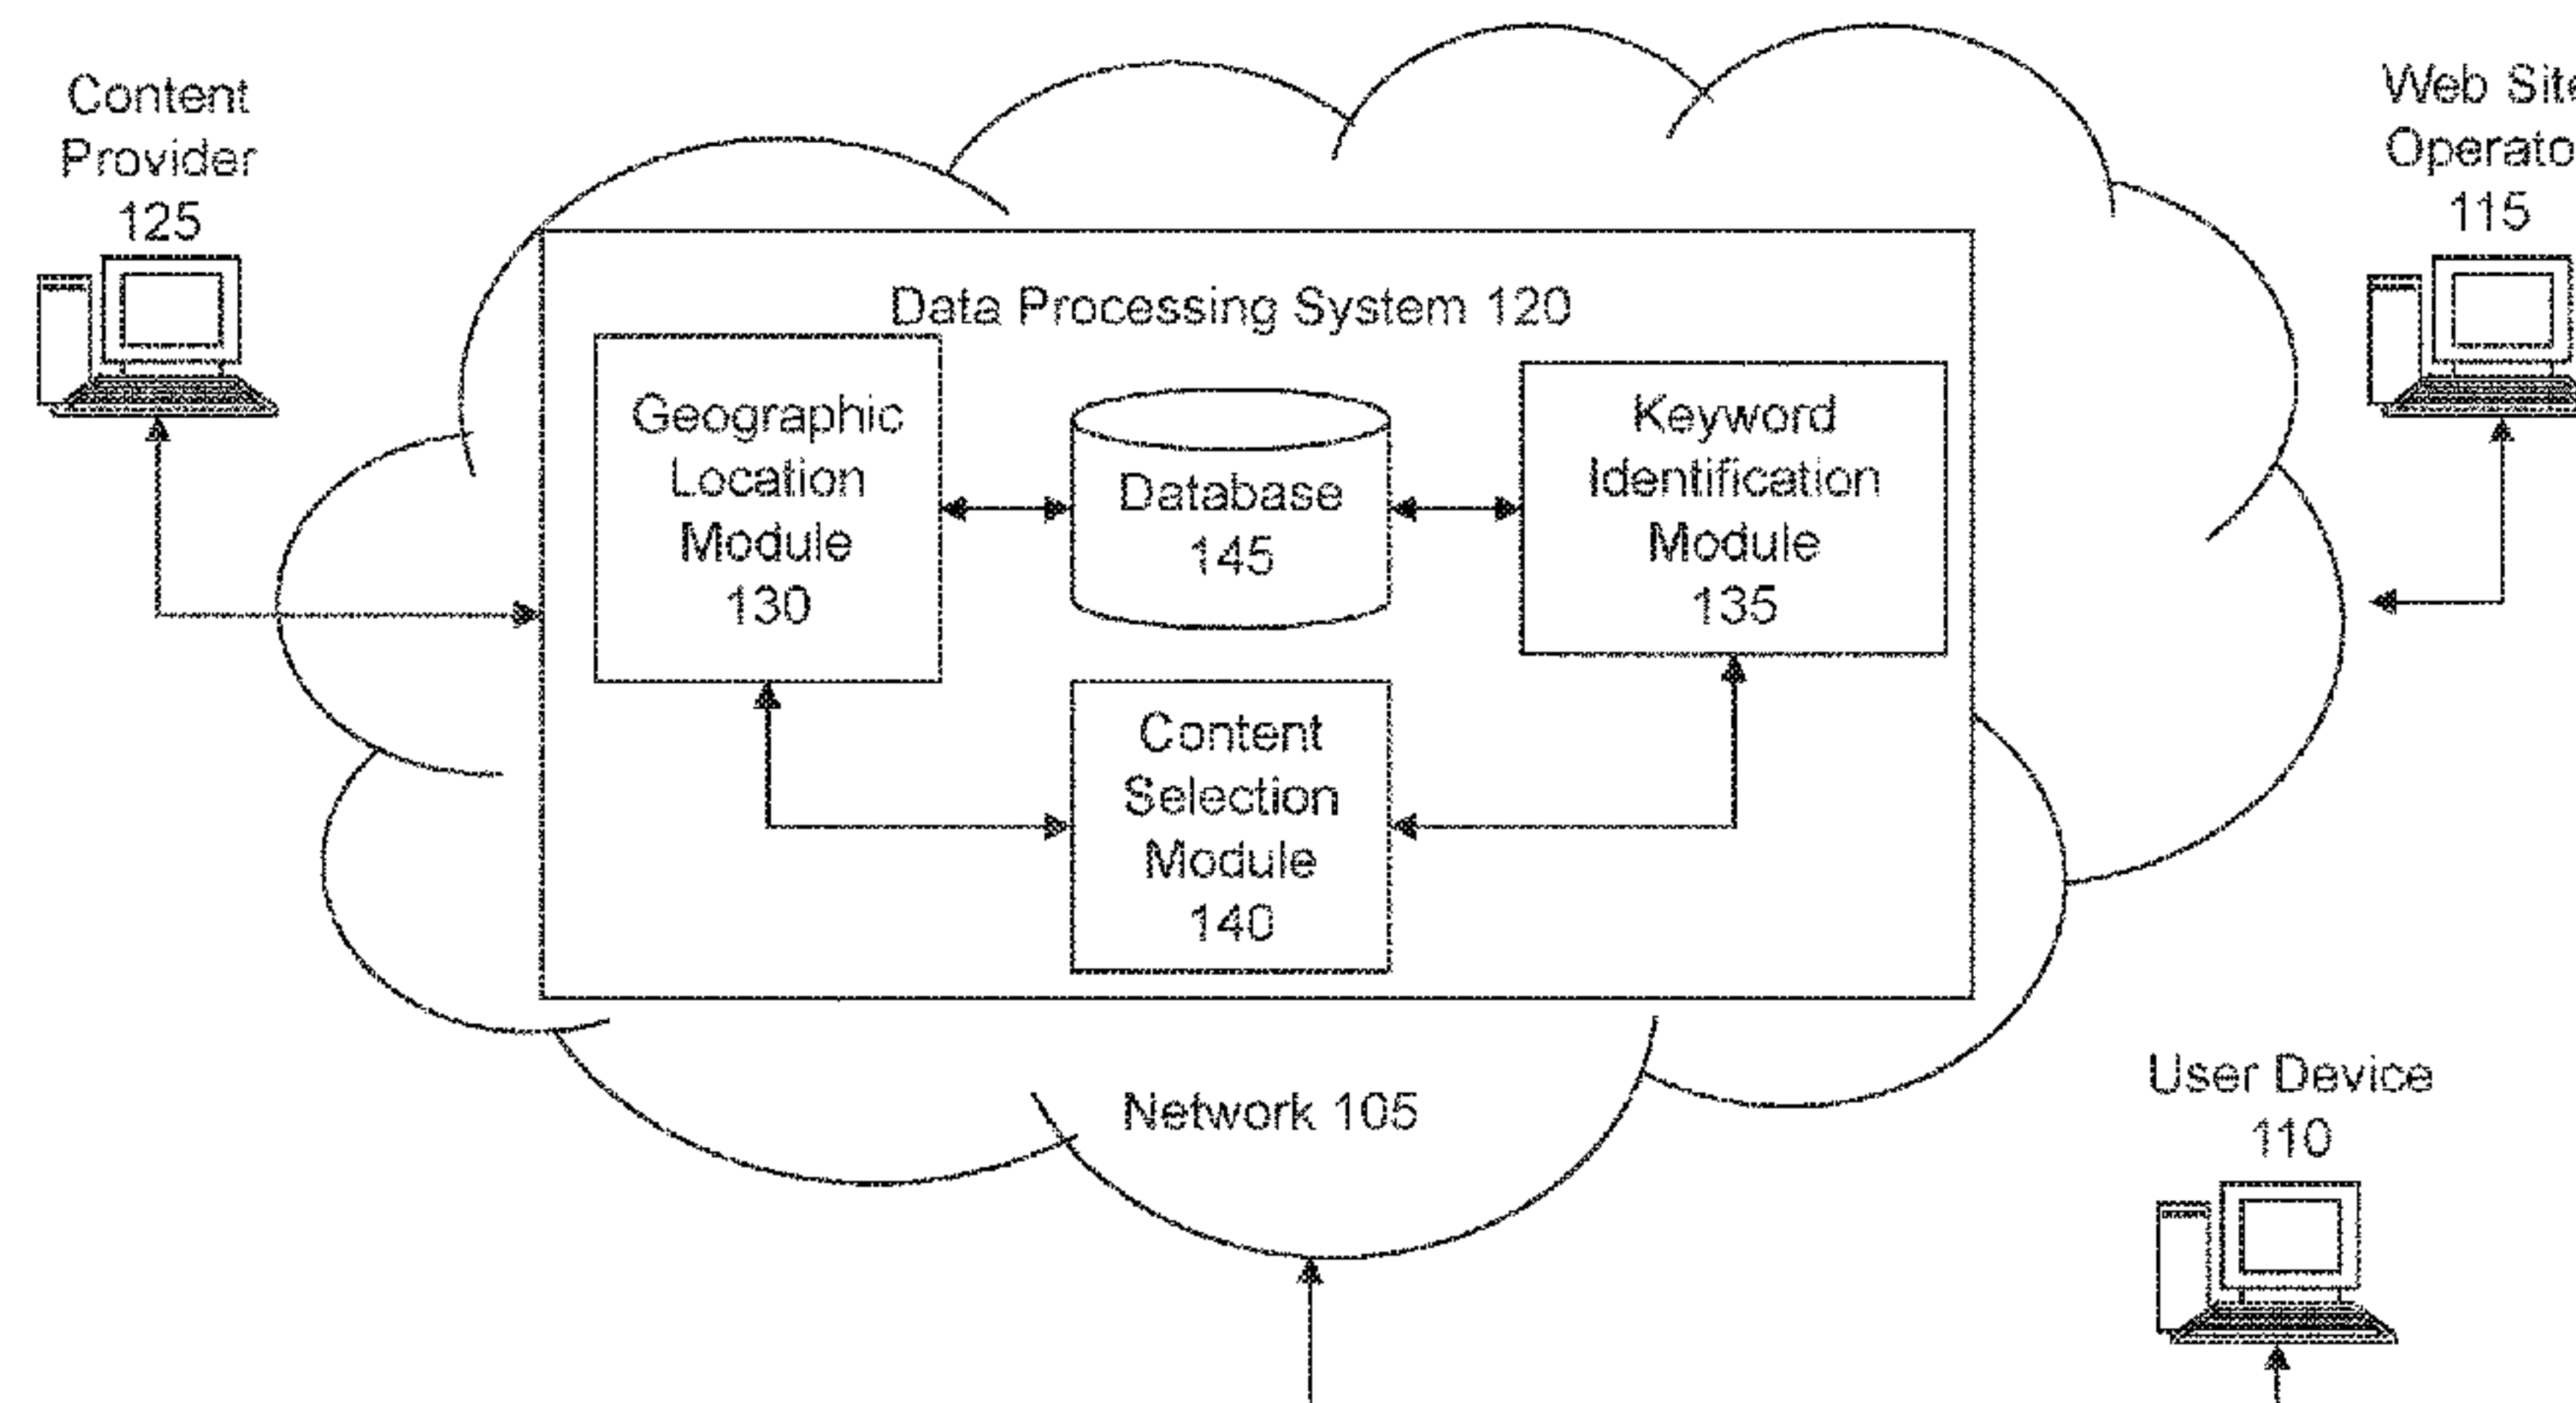 Content
Provider
125
Web Site
Operato
115
Data Processing System 120
Geographic
Location
Module
130
Database
145
Keyword
Identification
Module
135
Content
Selection
Module
140
Network 105
User Device
110